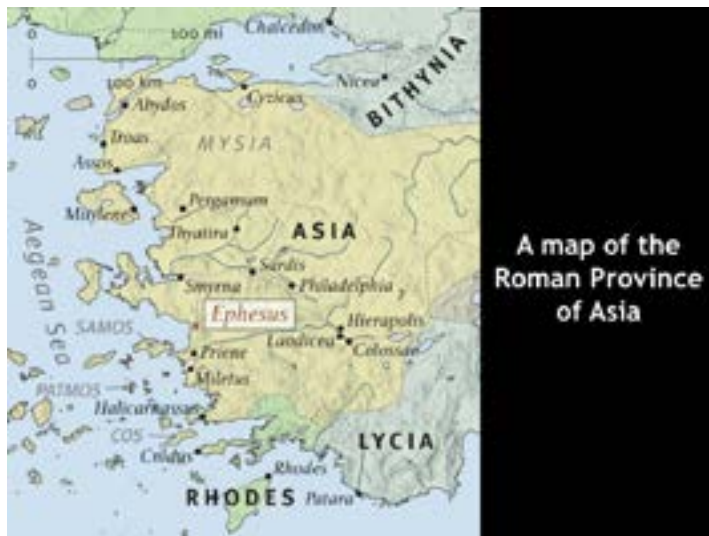 Chalcedon
0 100 mi
0 100 km
Nicea
BITHYNIA
Cyzicus
Abydos
MYSIA
Troas
Assos
Mitylene
Pergamum
Thyatira
ASIA
Aegean Sea
Sardis
Smyrna
Philadelphia
?
Ephesus
SAMOS
Hierapolis
Laodicea
Colossae
Priene
PATMOS
Miletus
Halicarnassus
COS
Cnidus
LYCIA
Rhodes
RHODES
Patara
A map of the
Roman Province
of Asia